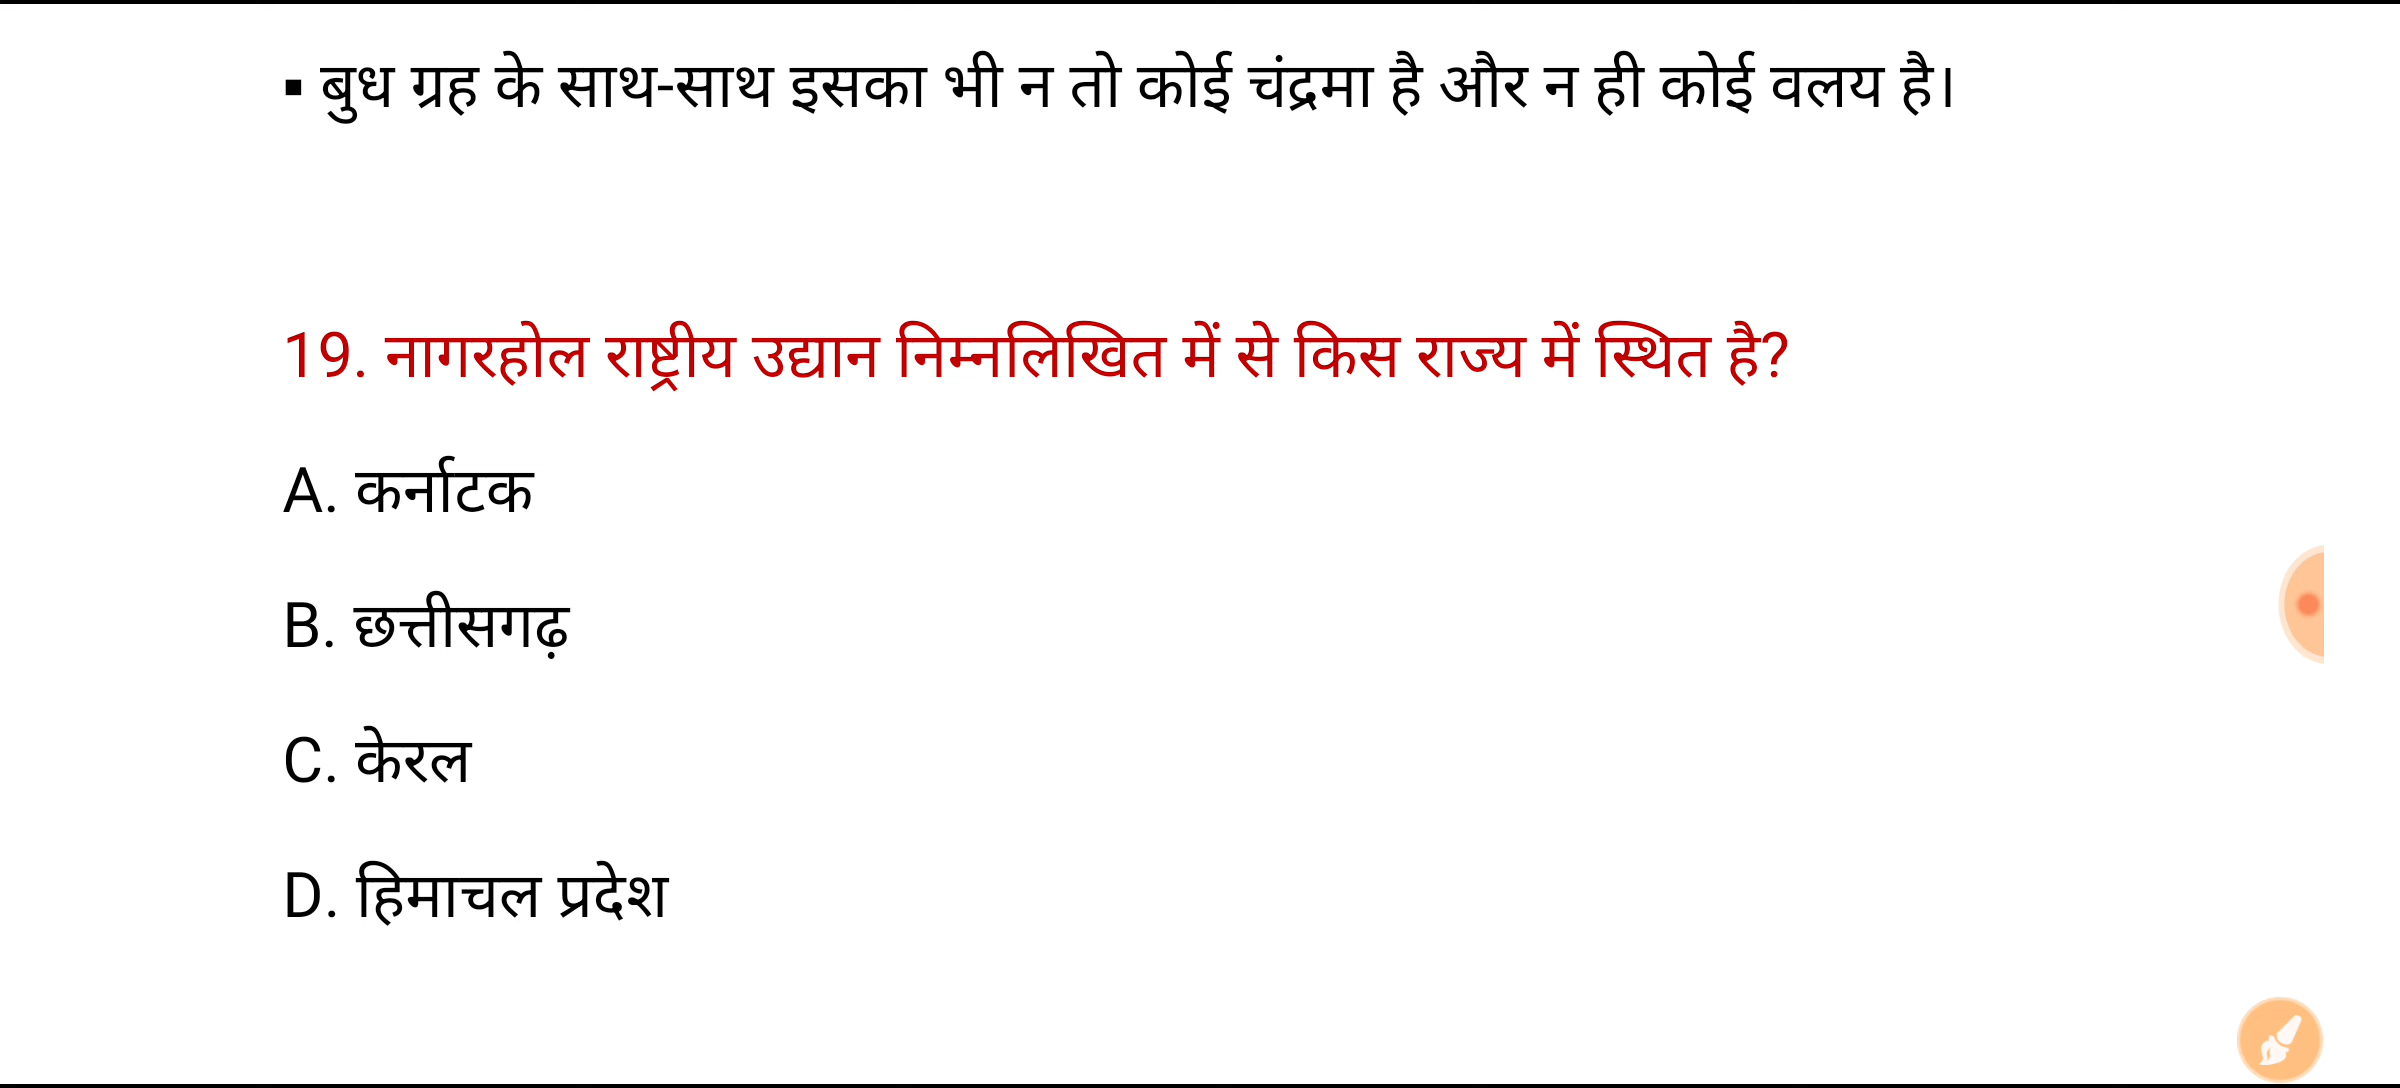 ▪ बुध ग्रह के साथ-साथ इसका भी न तो कोई चंद्रमा है और न ही कोई वलय है।
19. नागरहोल राष्ट्रीय उद्यान निम्नलिखित में से किस राज्य में स्थित है?
A. कर्नाटक
B. छत्तीसगढ़
C. केरल
D. हिमाचल प्रदेश